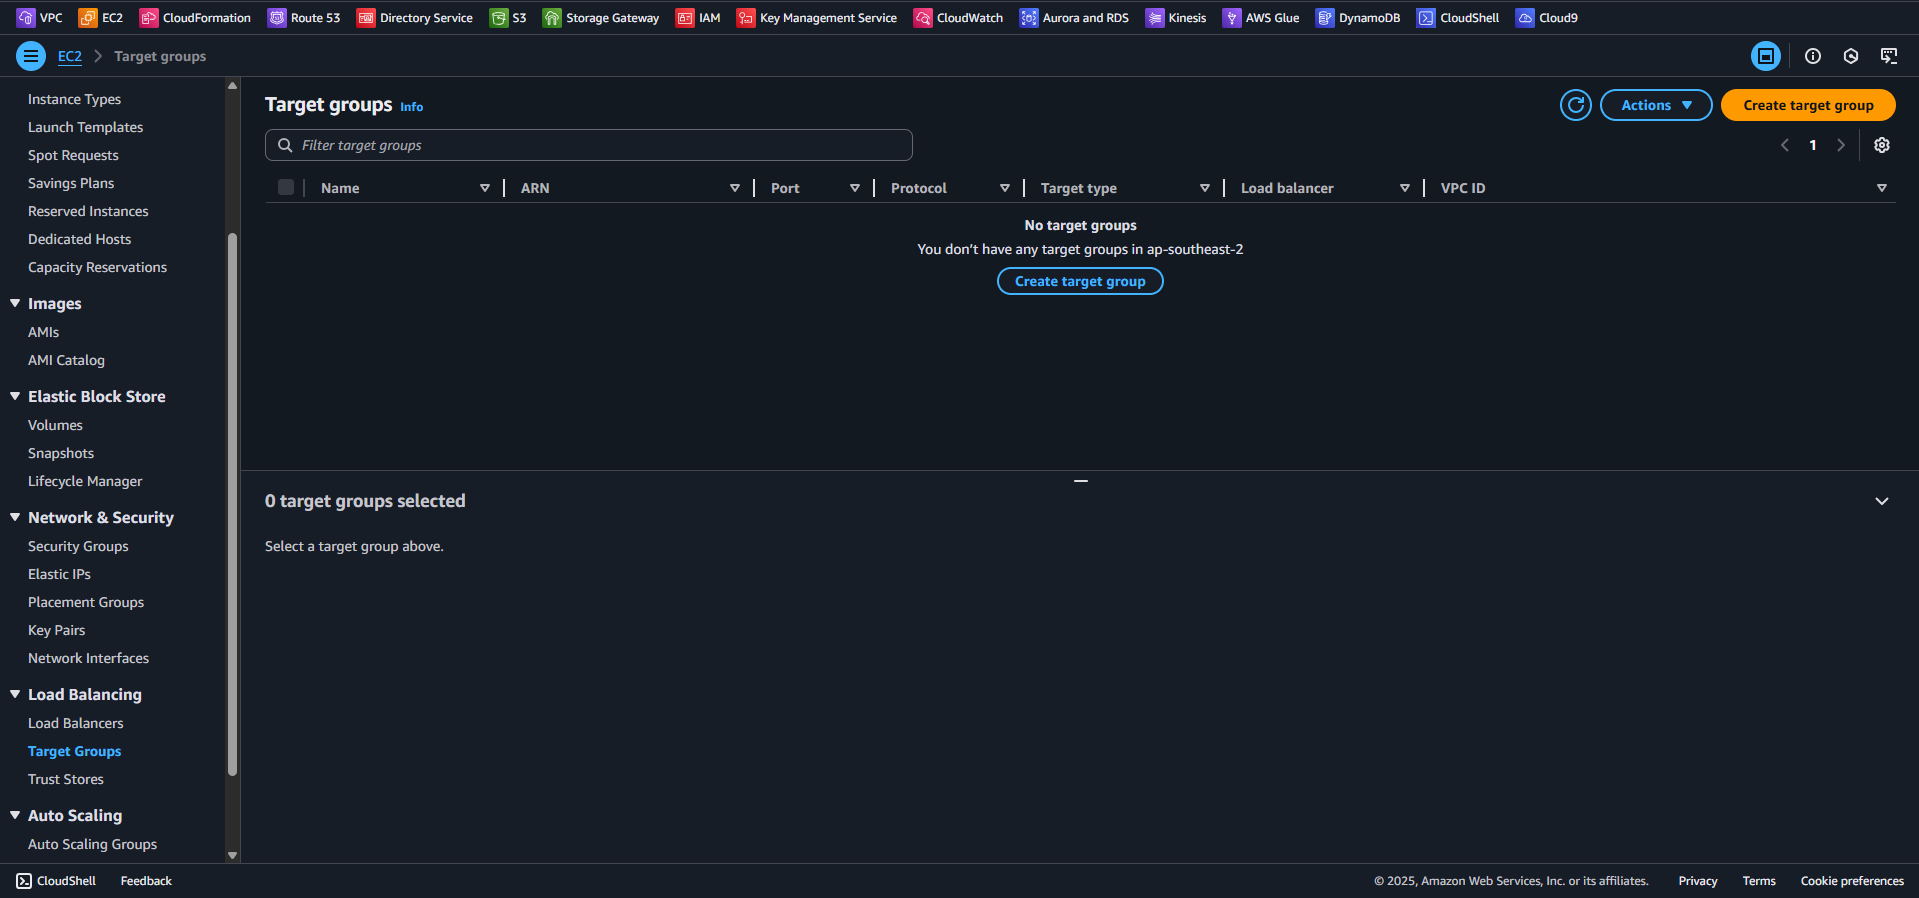 VPC EC2 CloudFormation Route 53 Directory Service S3 Storage Gateway IAM Key Management Service CloudWatch Aurora and RDS Kinesis AWS Glue DynamoDB CloudShell Cloud9
EC2 Target groups
Instance Types
Launch Templates
Spot Requests
Savings Plans
Reserved Instances
Dedicated Hosts
Capacity Reservations
Images
AMIs
AMI Catalog
Elastic Block Store
Volumes
Snapshots
Lifecycle Manager
Network & Security
Security Groups
Elastic IPs
Placement Groups
Key Pairs
Network Interfaces
Load Balancing
Load Balancers
Target Groups
Trust Stores
Auto Scaling
Auto Scaling Groups
Target groups Info
Actions Create target group
Filter target groups
1
Name ARN Port Protocol Target type Load balancer VPC ID
No target groups
You don't have any target groups in ap-southeast-2
Create target group
0 target groups selected
Select a target group above.
CloudShell Feedback © 2025, Amazon Web Services, Inc. or its affiliates. Privacy Terms Cookie preferences